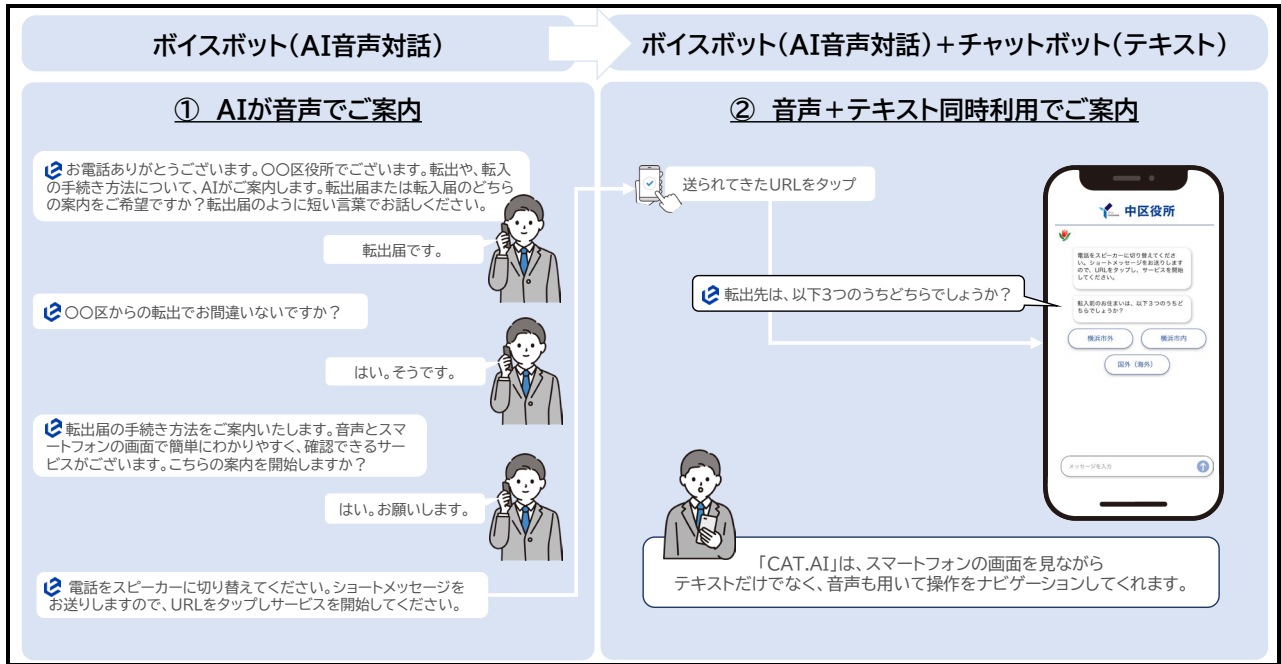 ボイスボット（AI音声対話）
ボイスボット（AI音声対話）＋チャットボット（テキスト）
① AIが音声でご案内
お電話ありがとうございます。〇〇区役所でございます。転出や、転入
の手続き方法について、AIがご案内します。転出届または転入届のどちら
の案内をご希望ですか？転出届のように短い言葉でお話しください。
転出届です。
〇〇区からの転出でお間違いないですか？
はい。そうです。
転出届の手続き方法をご案内いたします。音声とスマ
ートフォンの画面で簡単にわかりやすく、確認できるサー
ビスがございます。こちらの案内を開始しますか？
はい。お願いします。
電話をスピーカーに切り替えてください。ショートメッセージを
お送りしますので、URLをタップしサービスを開始してください。
② 音声＋テキスト同時利用でご案内
送られてきたURLをタップ
転出先は、以下3つのうちどちらでしょうか？
中区役所
電話をスピーカーに切り替えてくださ
い。ショートメッセージをお送りします
ので、URLをタップし、サービスを開始
してください。
転入前のお住まいは、以下３つのうちど
ちらでしょうか？
横浜市外
横浜市内
国外（海外）
メッセージを入力
「CAT.AI」は、スマートフォンの画面を見ながら
テキストだけでなく、音声も用いて操作をナビゲーションしてくれます。